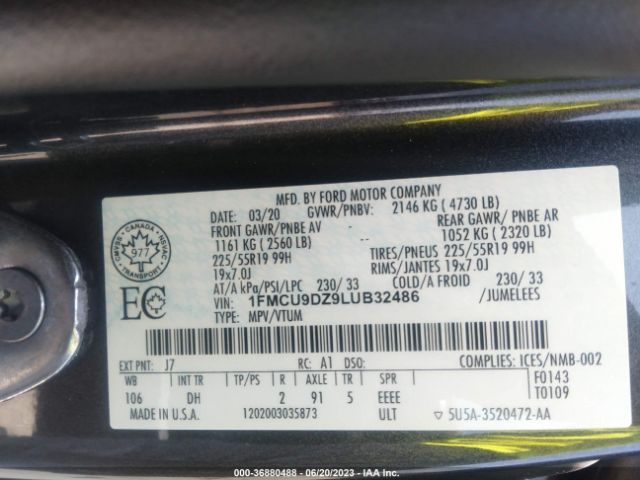 MFD. BY FORD MOTOR COMPANY
DATE: 03/20 GVWR/PNBV: 2146 KG ( 4730 LB)
FRONT GAWR/PNBE AV -- REAR GAWR/ PNBE AR
1161 KG ( 2560 LB) -- 1052 KG ( 2320 LB)
225/55R19 99H TIRES/PNEUS 225/55R19 99H
19x7.0J RIMS/JANTES 19x7.0J
AT/A kPa/PSI/LPC 230/ 33 COLD/A FROID 230/ 33
VIN: 1FMCU9DZ9LUB32486 /JUMELEES
TYPE: MPV/VTUM
CANADA
NSVAC
TRANSPORT
977
EC
EXT PNT: J7 RC: A1 DSO: COMPLIES: ICES/NMB-002
WB INT TR TP/PS R AXLE TR SPR F0143
106 DH 2 91 5 EEEE T0109
MADE IN U.S.A. 1202003035873 ULT ▽ 5U5A-3520472-AA
000-36880488 - 06/20/2023 - IAA Inc.